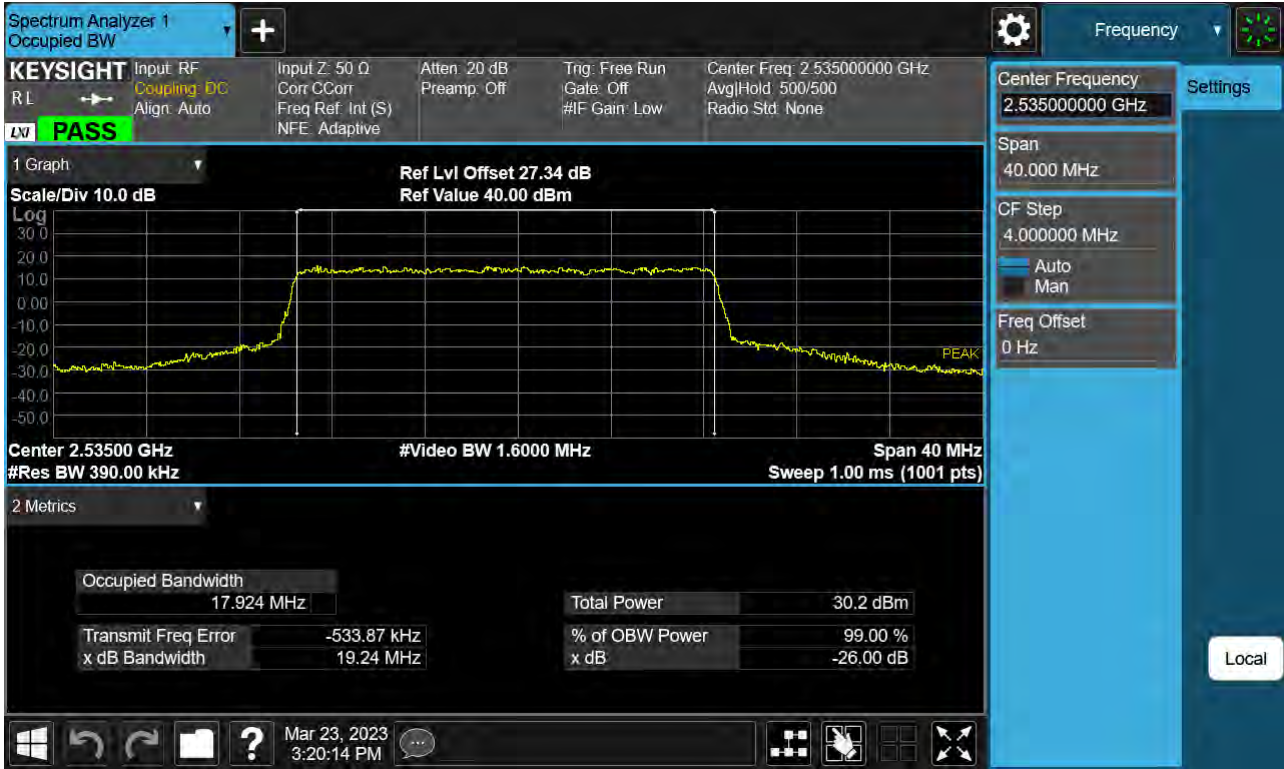 Spectrum Analyzer 1
Occupied BW
Frequency
KEYSIGHT
RL
LXI PASS
Input: RF
Coupling: DC
Align: Auto
Input Z: 50 Ω
Corr CCorr
Freq Ref: Int (S)
NFE: Adaptive
Atten: 20 dB
Preamp: Off
Trig: Free Run
Gate: Off
#IF Gain: Low
Center Freq: 2.535000000 GHz
Avg|Hold: 500/500
Radio Std: None
Center Frequency
2.535000000 GHz
Settings
Span
40.000 MHz
CF Step
4.000000 MHz
Auto
Man
Freq Offset
0 Hz
Local
1 Graph
Scale/Div 10.0 dB
Ref Lvl Offset 27.34 dB
Ref Value 40.00 dBm
Log
30.0
20.0
10.0
0.00
-10.0
-20.0
-30.0
-40.0
-50.0
PEAK
Center 2.53500 GHz #Video BW 1.6000 MHz Span 40 MHz
#Res BW 390.00 kHz Sweep 1.00 ms (1001 pts)
2 Metrics
Occupied Bandwidth
17.924 MHz
Total Power 30.2 dBm
Transmit Freq Error -533.87 kHz % of OBW Power 99.00 %
x dB Bandwidth 19.24 MHz x dB -26.00 dB
?
Mar 23, 2023
3:20:14 PM